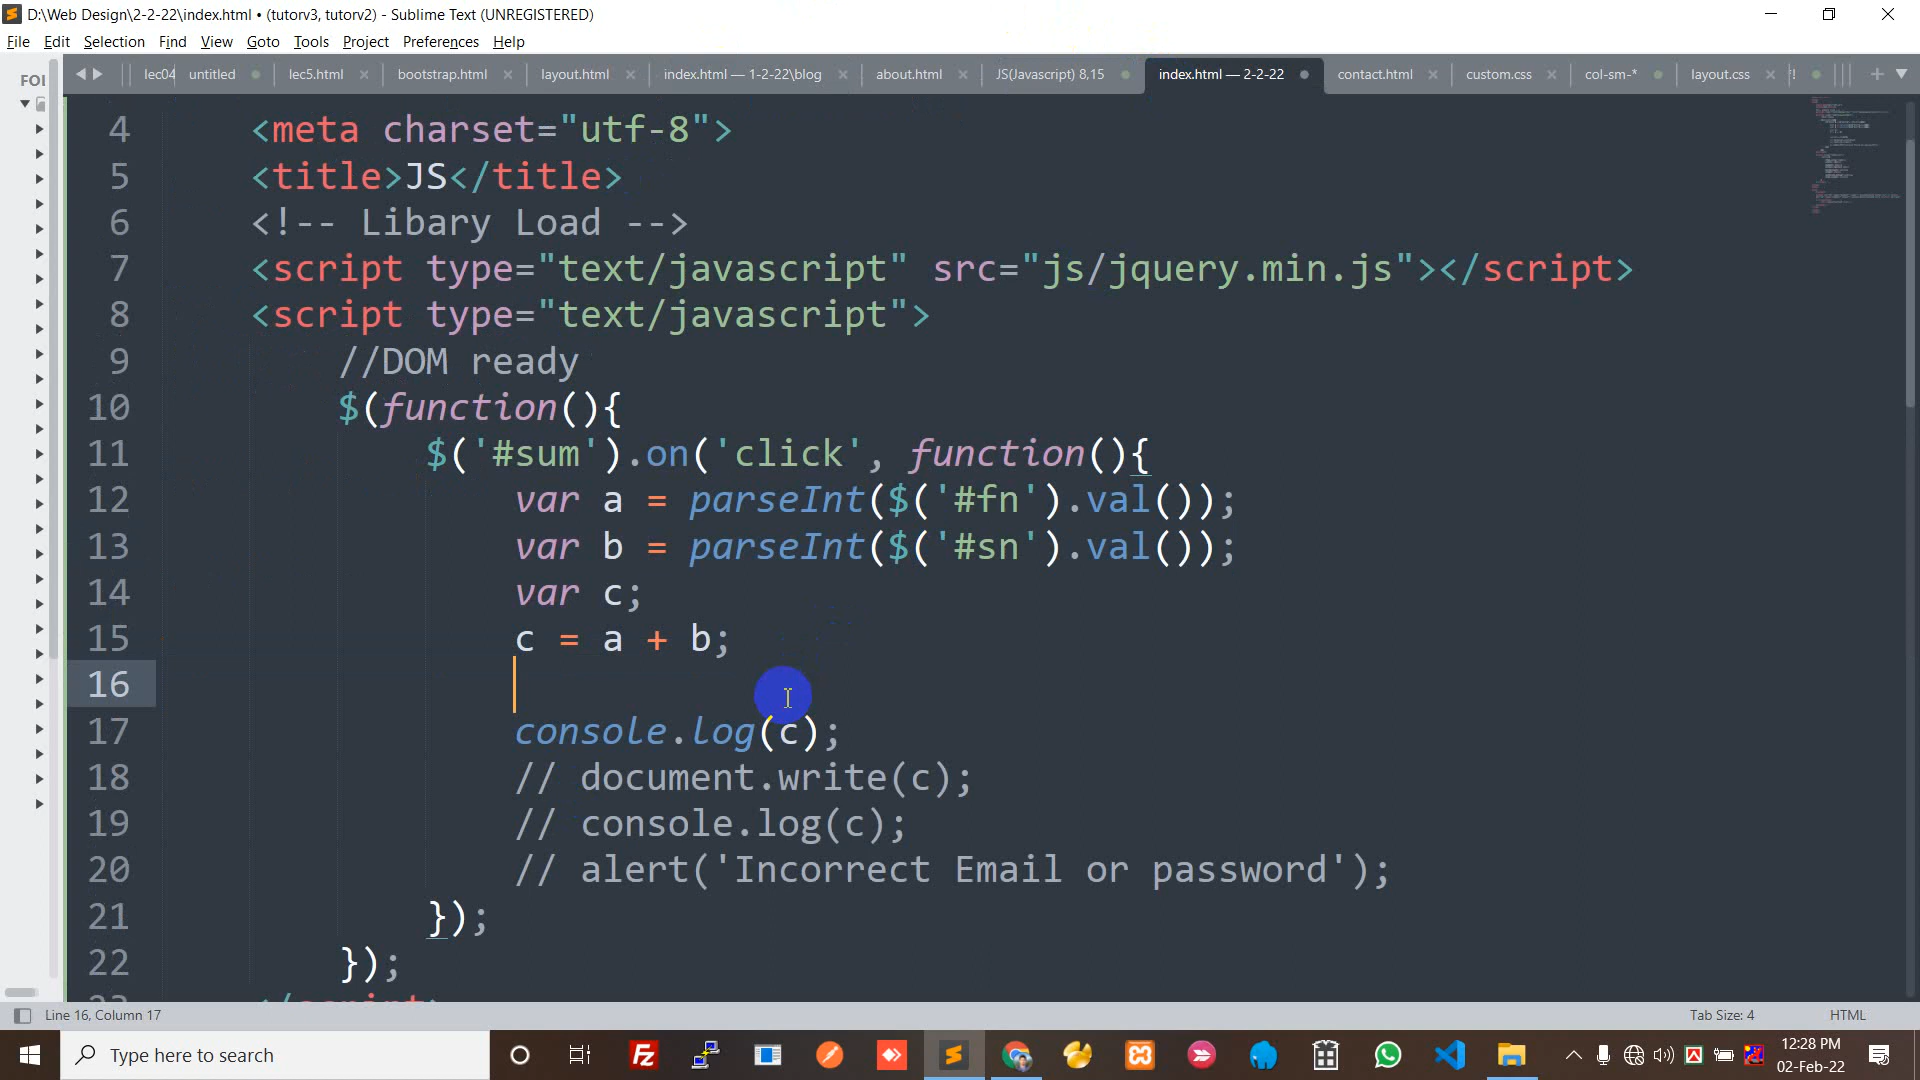 D:\Web Design\2-2-22\index.html • (tutorv3, tutorv2) - Sublime Text (UNREGISTERED)
File Edit Selection Find View Goto Tools Project Preferences Help
FOI
lec04 untitled lec5.html bootstrap.html layout.html index.html — 1-2-22\blog about.html JS(Javascript) 8,15 index.html — 2-2-22 contact.html custom.css col-sm-* layout.css
4 <meta charset="utf-8">
5 <title>JS</title>
6 <!-- Libary Load -->
7 <script type="text/javascript" src="js/jquery.min.js"></script>
8 <script type="text/javascript">
9 //DOM ready
10 $(function(){
11 $('#sum').on('click', function(){
12 var a = parseInt($('#fn').val());
13 var b = parseInt($('#sn').val());
14 var c;
15 c = a + b;
16
17 console.log(c);
18 // document.write(c);
19 // console.log(c);
20 // alert('Incorrect Email or password');
21 });
22 });
23 </script>
Line 16, Column 17 Tab Size: 4 HTML
Type here to search
12:28 PM
02-Feb-22